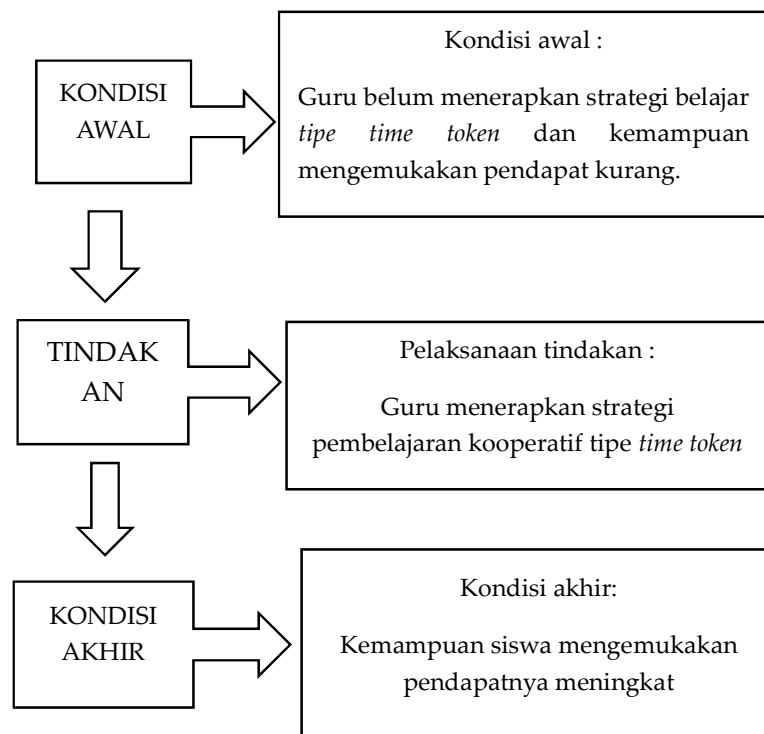 KONDISI
AWAL
Kondisi awal :
Guru belum menerapkan strategi belajar
tipe time token dan kemampuan
mengemukakan pendapat kurang.
TINDAK
AN
Pelaksanaan tindakan :
Guru menerapkan strategi
pembelajaran kooperatif tipe time token
KONDISI
AKHIR
Kondisi akhir:
Kemampuan siswa mengemukakan
pendapatnya meningkat